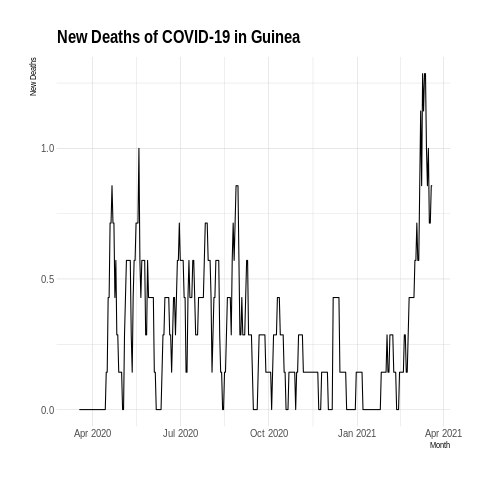 New Deaths of COVID-19 in Guinea
New Deaths
1.0
0.5
0.0
Apr 2020 Jul 2020 Oct 2020 Jan 2021 Apr 2021
Month